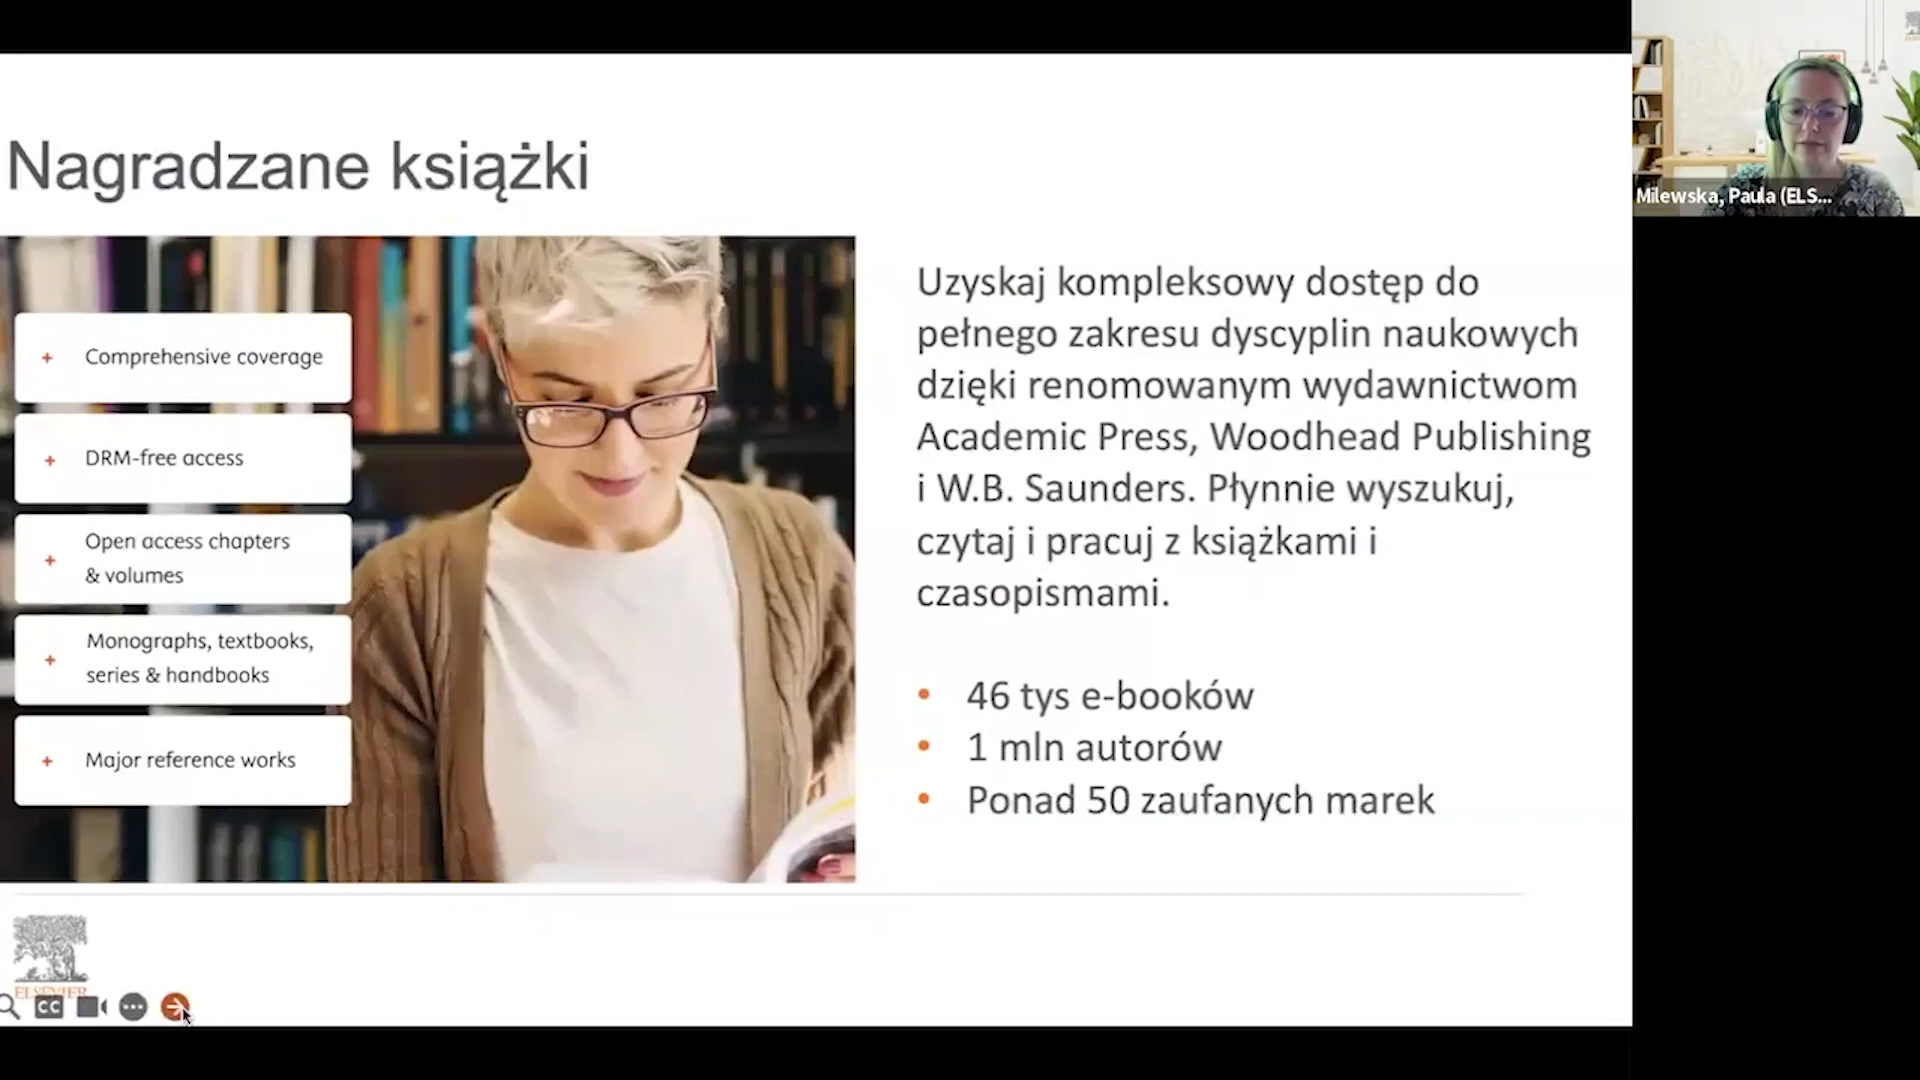 Nagradzane książki
+ Comprehensive coverage
+ DRM-free access
+ Open access chapters
& volumes
+ Monographs, textbooks,
series & handbooks
+ Major reference works
Uzyskaj kompleksowy dostęp do
pełnego zakresu dyscyplin naukowych
dzięki renomowanym wydawnictwom
Academic Press, Woodhead Publishing
i W.B. Saunders. Płynnie wyszukuj,
czytaj i pracuj z książkami i
czasopismami.
• 46 tys e-booków
• 1 mln autorów
• Ponad 50 zaufanych marek
ELSEVIER
CC
Milewska, Paula (ELS...